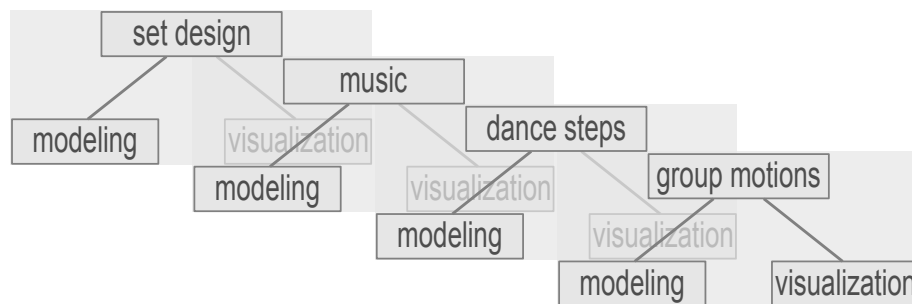 set design
music
modeling
visualization
dance steps
modeling
visualization
group motions
modeling
visualization
modeling
visualization